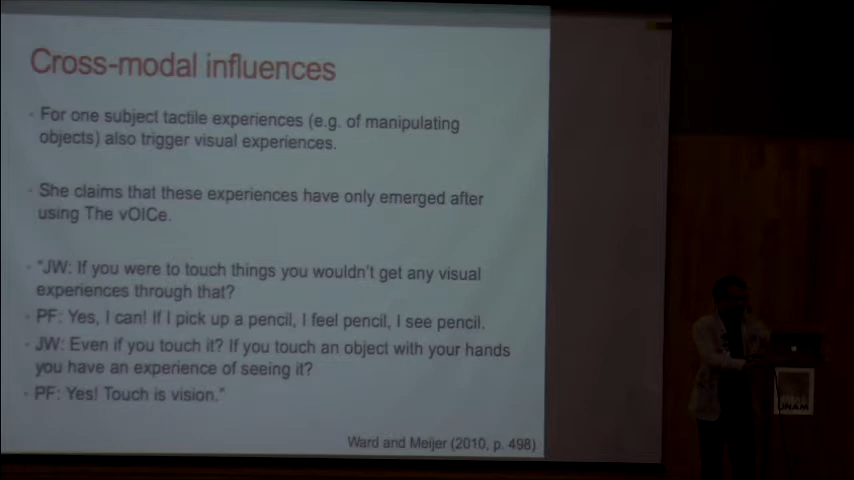 Cross-modal influences
For one subject tactile experiences (e.g. of manipulating
objects) also trigger visual experiences.
She claims that these experiences have only emerged after
using The vOICe.
"JW: If you were to touch things you wouldn't get any visual
experiences through that?
PF: Yes, I can! If I pick up a pencil, I feel pencil, I see pencil.
JW: Even if you touch it? If you touch an object with your hands
you have an experience of seeing it?
PF: Yes! Touch is vision."
Ward and Meijer (2010, p. 498)
UNAM